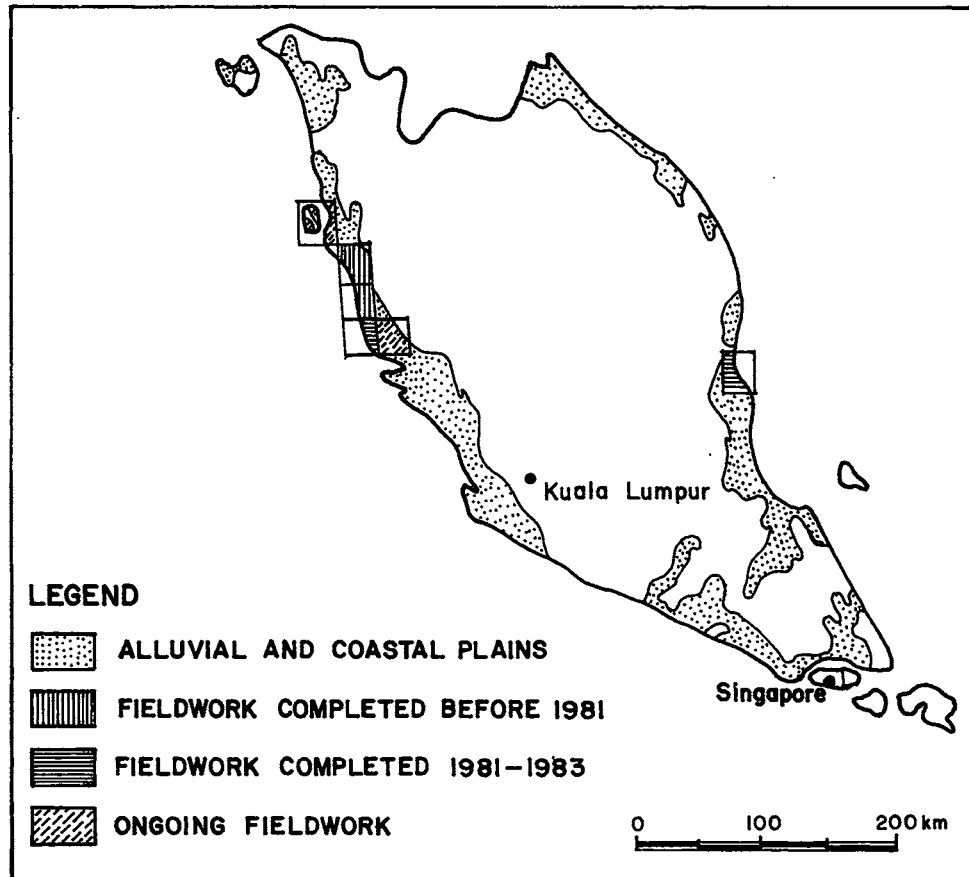 Kuala Lumpur
LEGEND
ALLUVIAL AND COASTAL PLAINS
FIELDWORK COMPLETED BEFORE 1981
Singapore
FIELDWORK COMPLETED 1981-1983
ONGOING FIELDWORK
0 100 200 km